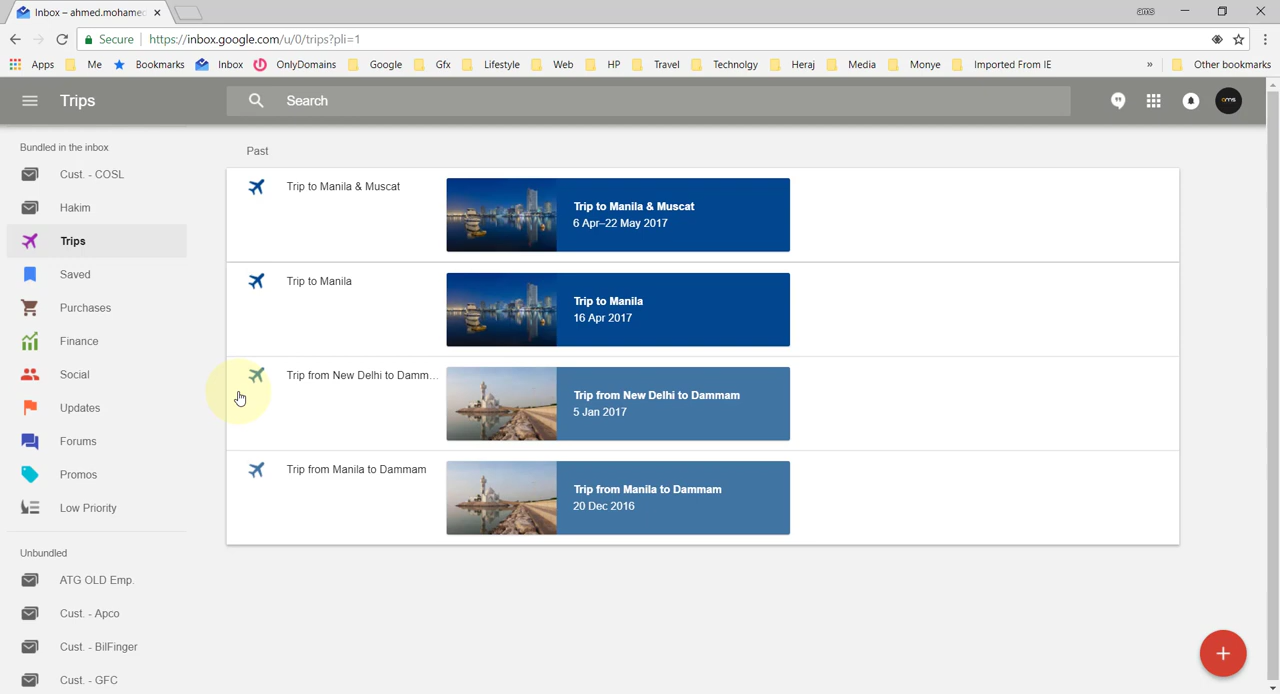 Inbox – ahmed.mohamed
ams
Secure
https://inbox.google.com/u/0/trips?pli=1
Apps
Me
Bookmarks
Inbox
OnlyDomains
Google
Gfx
Lifestyle
Web
HP
Travel
Technolgy
Heraj
Media
Monye
Imported From IE
»
Other bookmarks
Trips
Search
ams
Bundled in the inbox
Cust. - COSL
Hakim
Trips
Saved
Purchases
Finance
Social
Updates
Forums
Promos
Low Priority
Unbundled
ATG OLD Emp.
Cust. - Apco
Cust. - BilFinger
Cust. - GFC
Past
Trip to Manila & Muscat
Trip to Manila & Muscat
6 Apr–22 May 2017
Trip to Manila
Trip to Manila
16 Apr 2017
Trip from New Delhi to Damm...
Trip from New Delhi to Dammam
5 Jan 2017
Trip from Manila to Dammam
Trip from Manila to Dammam
20 Dec 2016